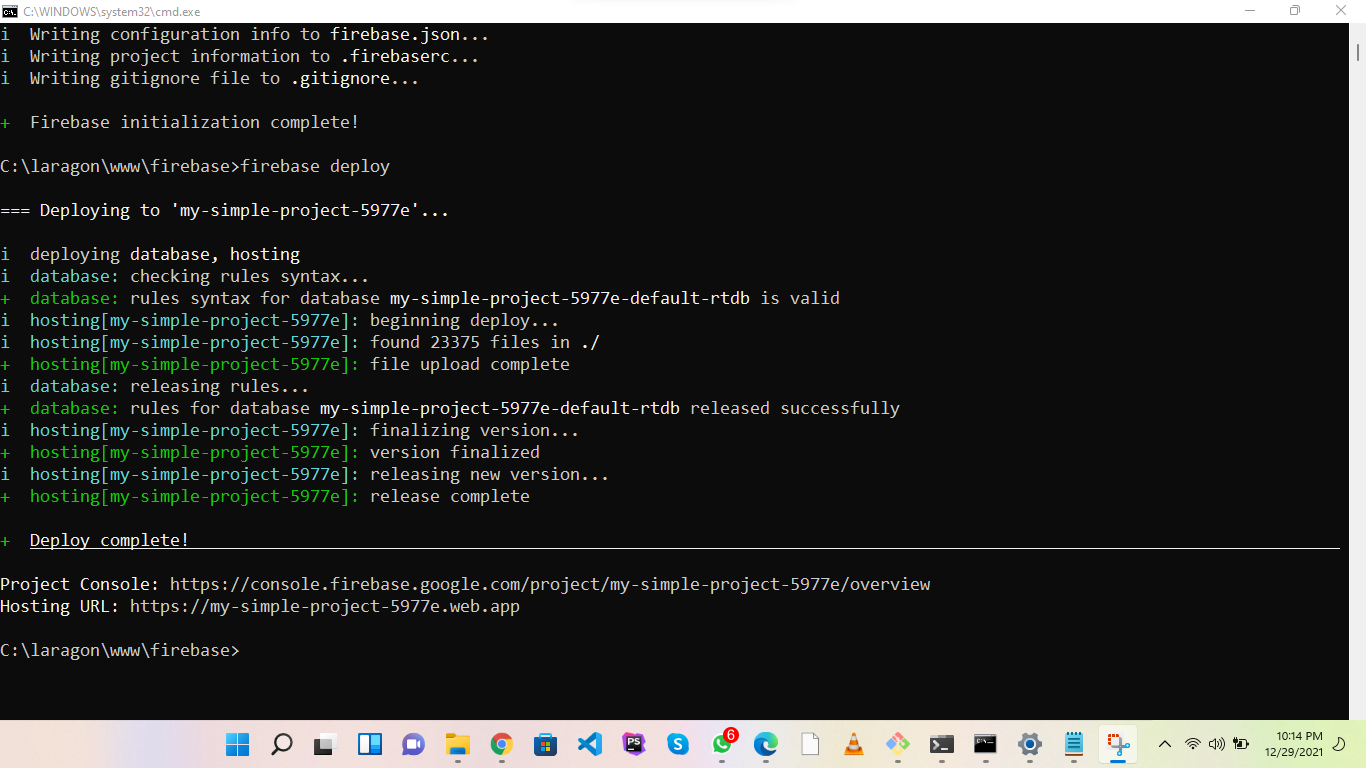 C:\WINDOWS\system32\cmd.exe
i  Writing configuration info to firebase.json...
i  Writing project information to .firebaserc...
i  Writing gitignore file to .gitignore...
+  Firebase initialization complete!
C:\laragon\www\firebase>firebase deploy
=== Deploying to 'my-simple-project-5977e'...
i  deploying database, hosting
i  database: checking rules syntax...
+  database: rules syntax for database my-simple-project-5977e-default-rtdb is valid
i  hosting[my-simple-project-5977e]: beginning deploy...
i  hosting[my-simple-project-5977e]: found 23375 files in ./
+  hosting[my-simple-project-5977e]: file upload complete
i  database: releasing rules...
+  database: rules for database my-simple-project-5977e-default-rtdb released successfully
i  hosting[my-simple-project-5977e]: finalizing version...
+  hosting[my-simple-project-5977e]: version finalized
i  hosting[my-simple-project-5977e]: releasing new version...
+  hosting[my-simple-project-5977e]: release complete
+  Deploy complete!
Project Console: https://console.firebase.google.com/project/my-simple-project-5977e/overview
Hosting URL: https://my-simple-project-5977e.web.app
C:\laragon\www\firebase>
PS
S
6
10:14 PM
12/29/2021